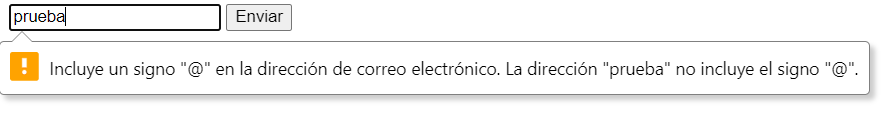 prueba Enviar
Incluye un signo "@" en la dirección de correo electrónico. La dirección "prueba" no incluye el signo "@".